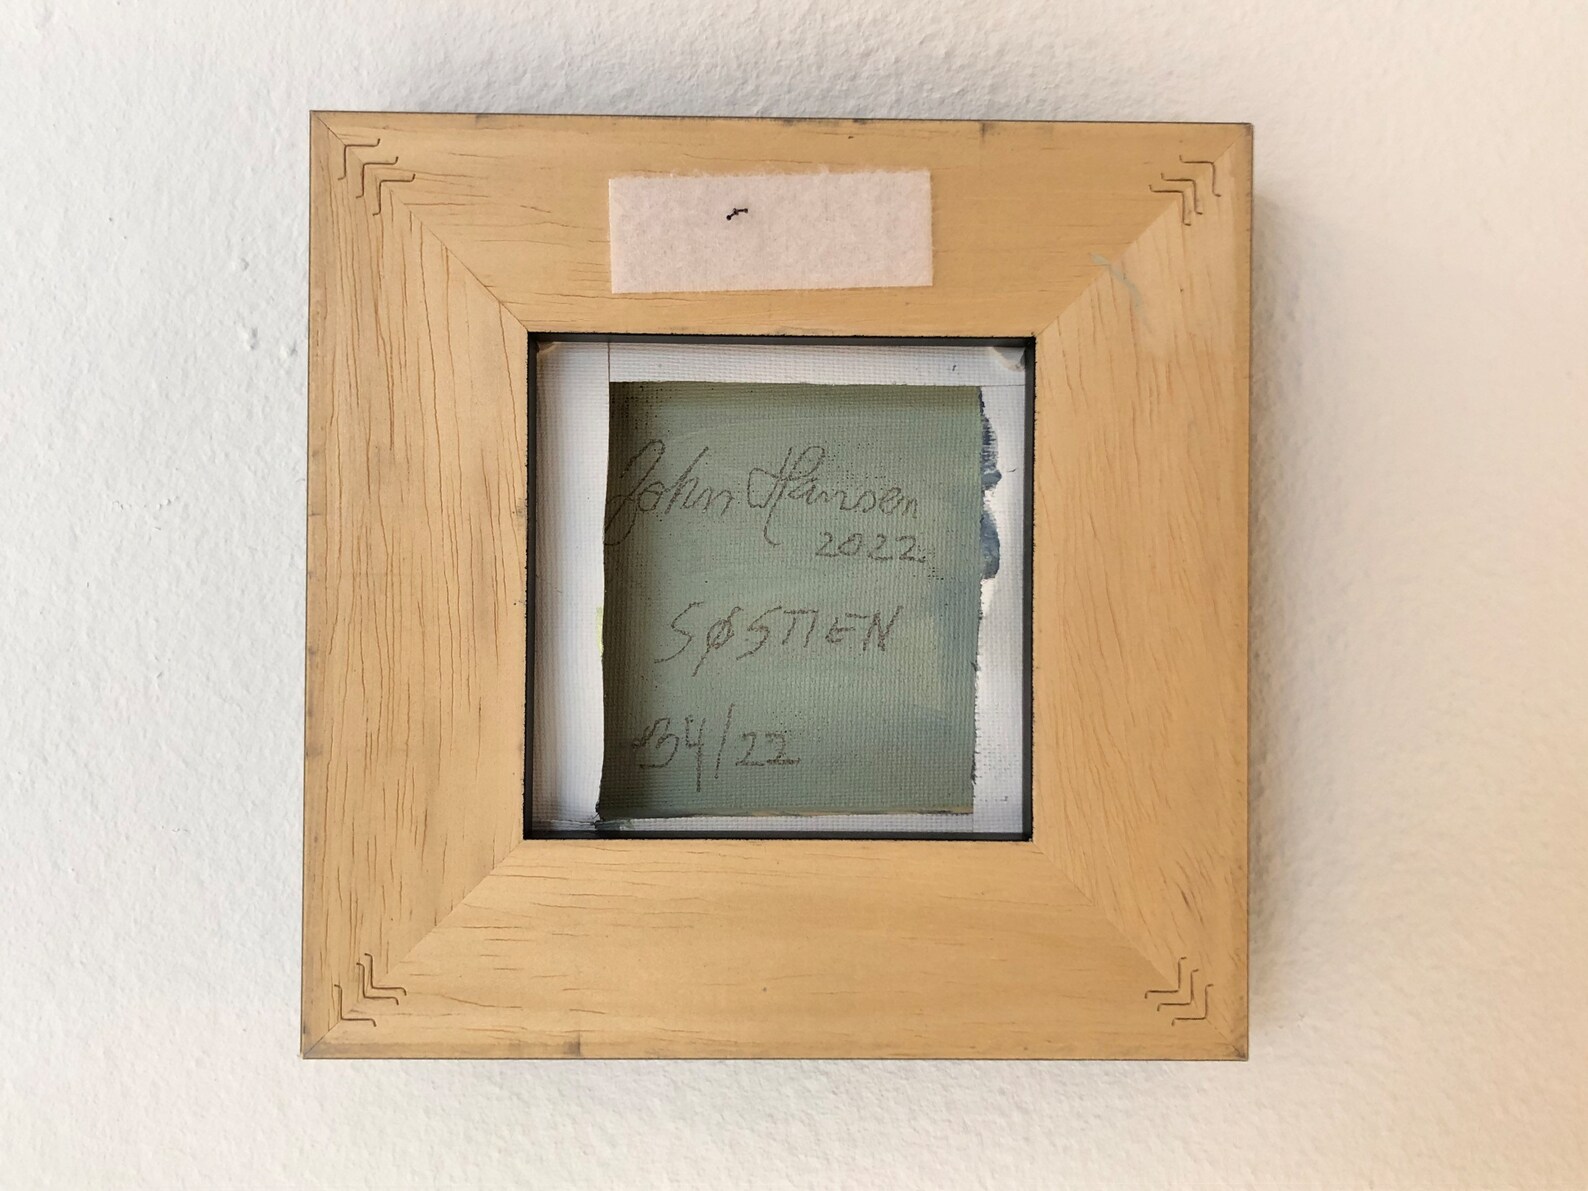 John Hansen
2022
SØSTIEN
34/22